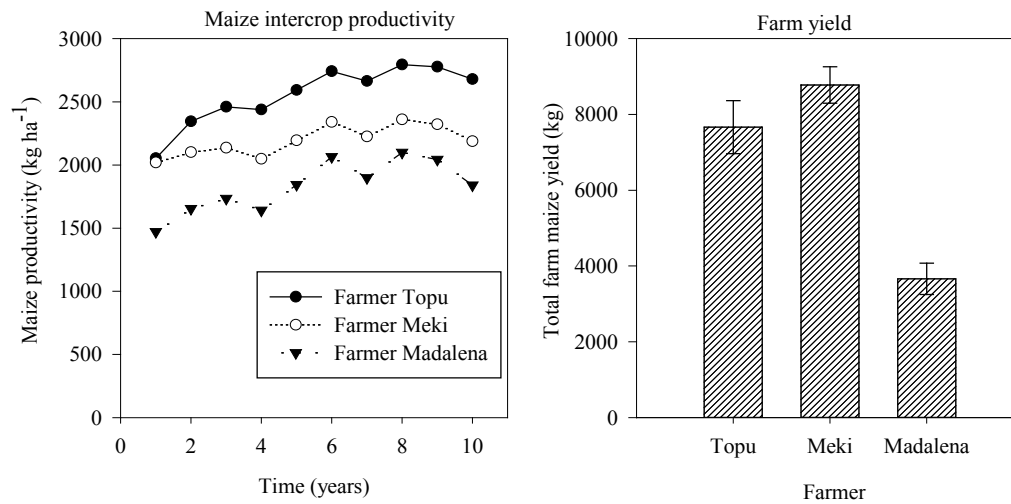 Maize intercrop productivity
3000
2500
2000
1500
1000
500
0
Maize productivity (kg ha⁻¹)
Farmer Topu
Farmer Meki
Farmer Madalena
0 2 4 6 8 10
Time (years)
Farm yield
10000
8000
6000
4000
2000
0
Total farm maize yield (kg)
Topu Meki Madalena
Farmer